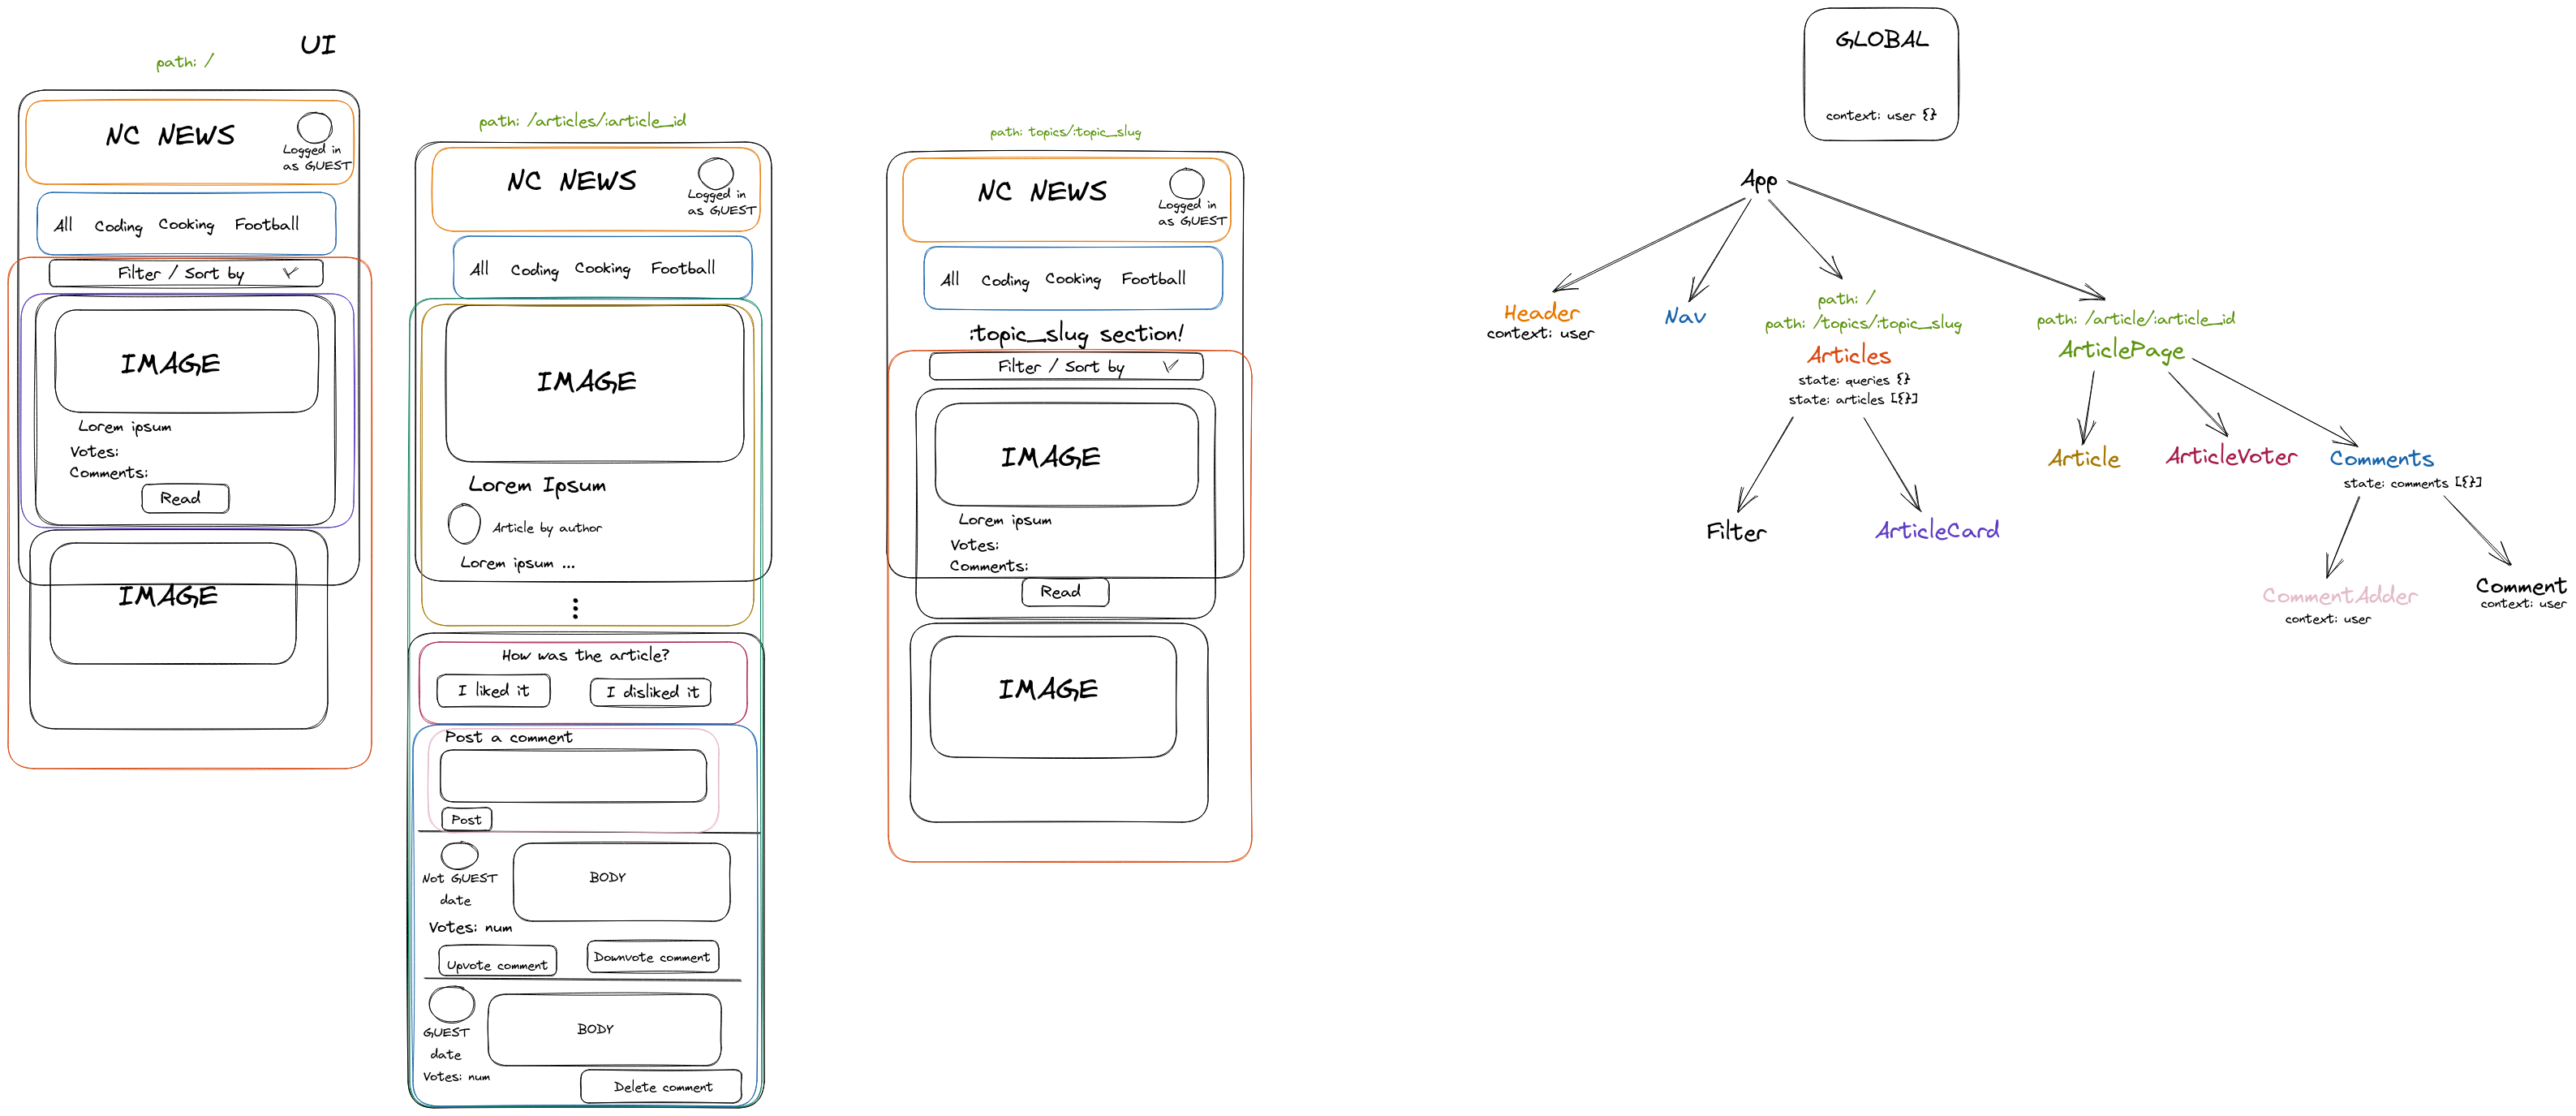 UI
path: /
NC NEWS
Logged in
as GUEST
All Coding Cooking Football
Filter / Sort by
IMAGE
Lorem ipsum
Votes:
Comments:
Read
IMAGE
path: /articles/:article_id
NC NEWS
Logged in
as GUEST
All Coding Cooking Football
IMAGE
Lorem Ipsum
Article by author
Lorem ipsum ...
How was the article?
I liked it
I disliked it
Post a comment
Post
Not GUEST
date
BODY
Votes: num
Upvote comment
Downvote comment
GUEST
date
BODY
Votes: num
Delete comment
path: topics/:topic_slug
NC NEWS
Logged in
as GUEST
All Coding Cooking Football
:topic_slug section!
Filter / Sort by
IMAGE
Lorem ipsum
Votes:
Comments:
Read
IMAGE
GLOBAL
context: user {}
App
Header
context: user
Nav
path: /
path: /topics/:topic_slug
Articles
state: queries {}
state: articles [{}]
path: /article/:article_id
ArticlePage
Filter
ArticleCard
Article
ArticleVoter
Comments
state: comments [{}]
CommentAdder
context: user
Comment
context: user